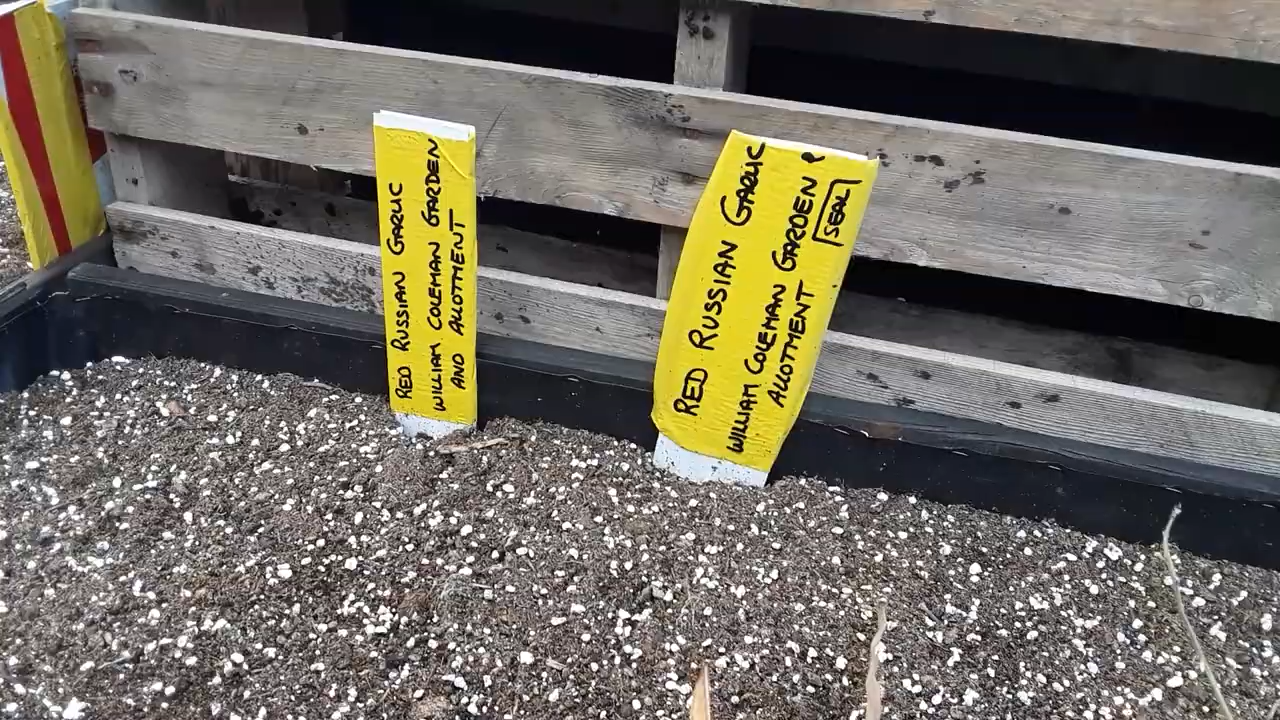 RED RUSSIAN GARLIC
WILLIAM COLEMAN GARDEN
AND ALLOTMENT
RED RUSSIAN GARLIC
WILLIAM COLEMAN GARDEN &
ALLOTMENT
SEAL